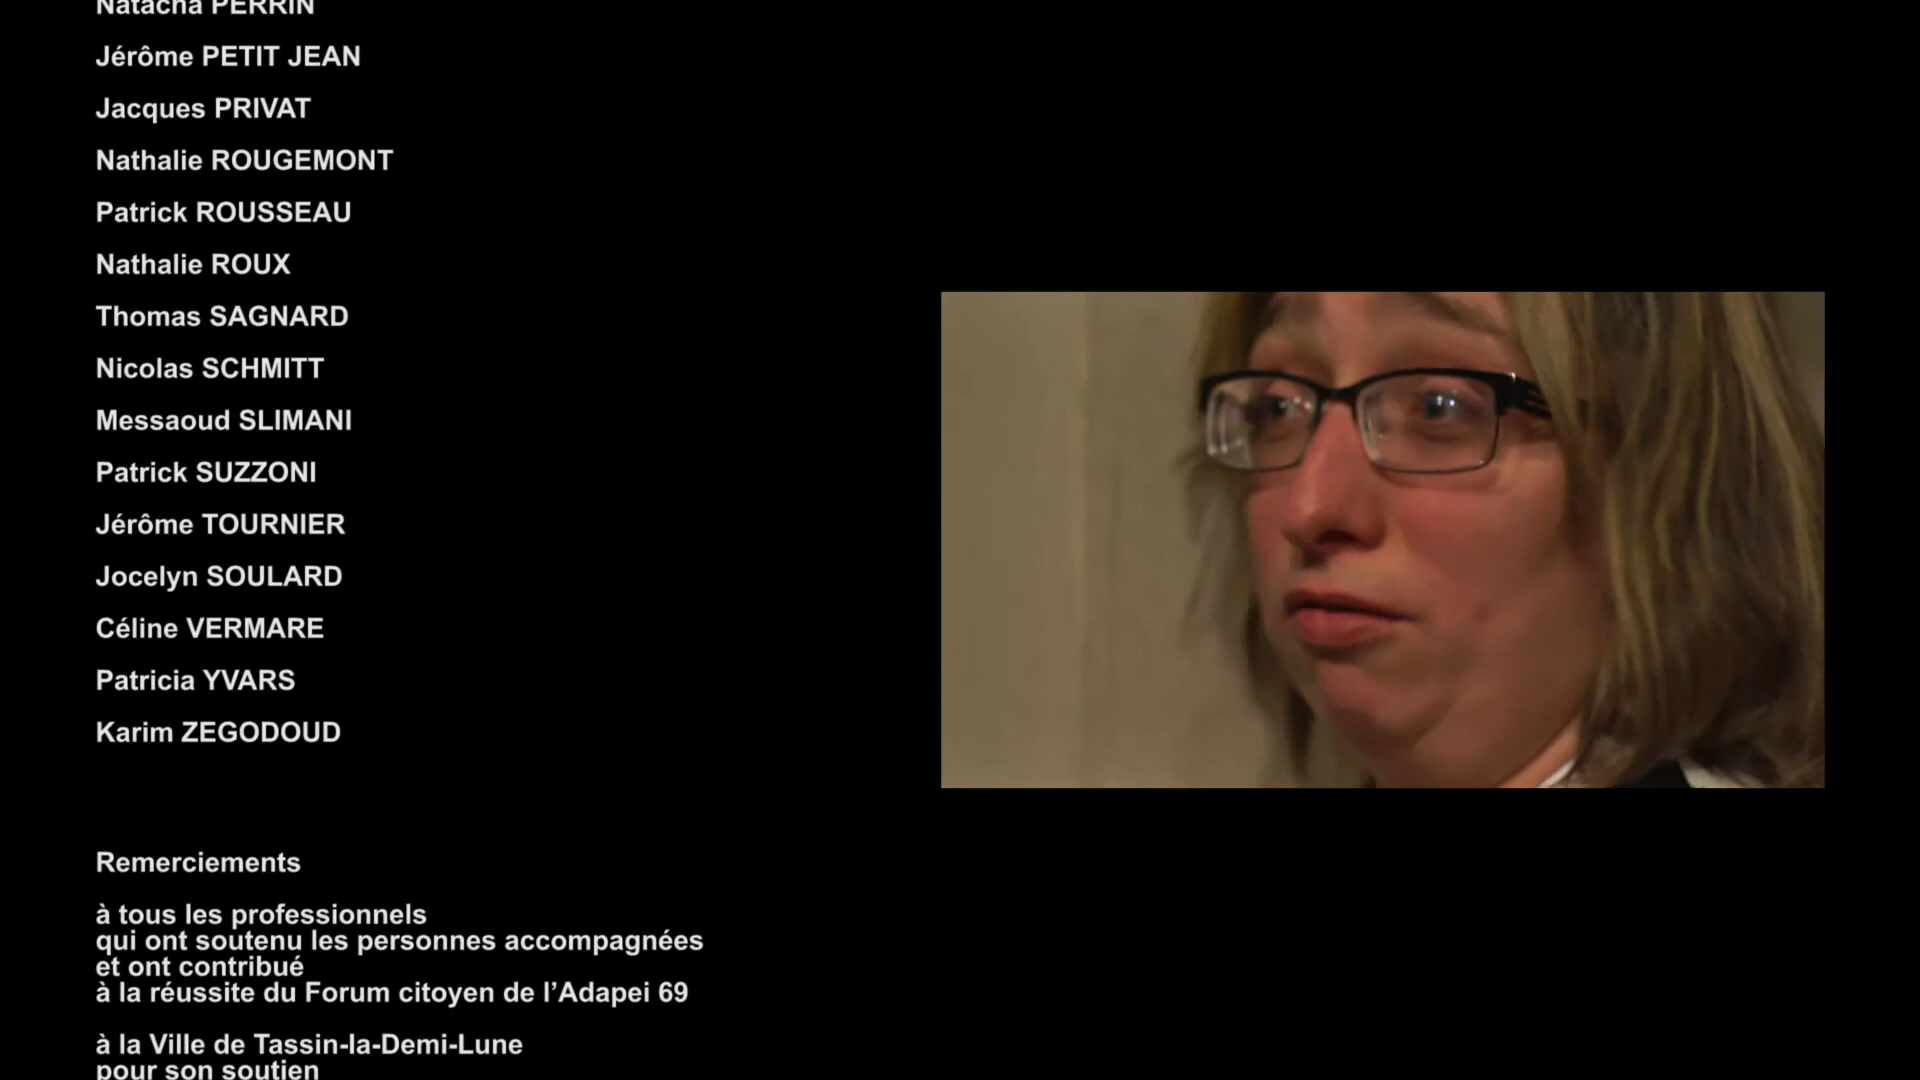 Natacha PERRIN
Jérôme PETIT JEAN
Jacques PRIVAT
Nathalie ROUGEMONT
Patrick ROUSSEAU
Nathalie ROUX
Thomas SAGNARD
Nicolas SCHMITT
Messaoud SLIMANI
Patrick SUZZONI
Jérôme TOURNIER
Jocelyn SOULARD
Céline VERMARE
Patricia YVARS
Karim ZEGODOUD
Remerciements
à tous les professionnels
qui ont soutenu les personnes accompagnées
et ont contribué
à la réussite du Forum citoyen de l’Adapei 69
à la Ville de Tassin-la-Demi-Lune
pour son soutien